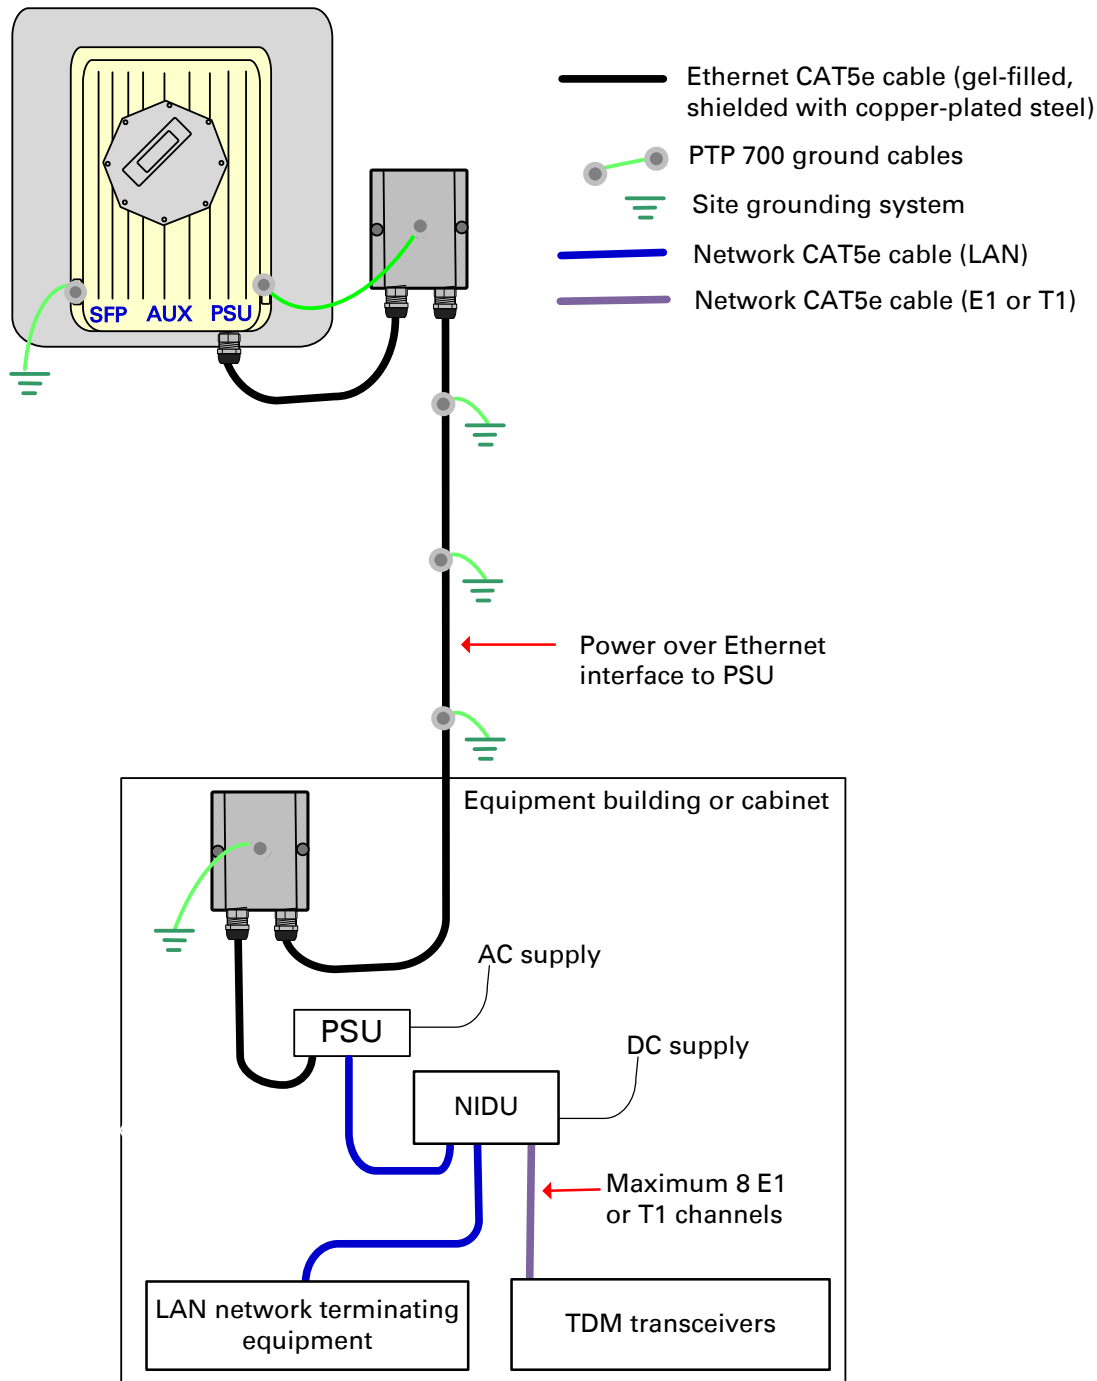 Ethernet CAT5e cable (gel-filled,
shielded with copper-plated steel)
PTP 700 ground cables
Site grounding system
Network CAT5e cable (LAN)
Network CAT5e cable (E1 or T1)
SFP AUX PSU
Power over Ethernet
interface to PSU
Equipment building or cabinet
AC supply
PSU
DC supply
NIDU
Maximum 8 E1
or T1 channels
LAN network terminating
equipment
TDM transceivers